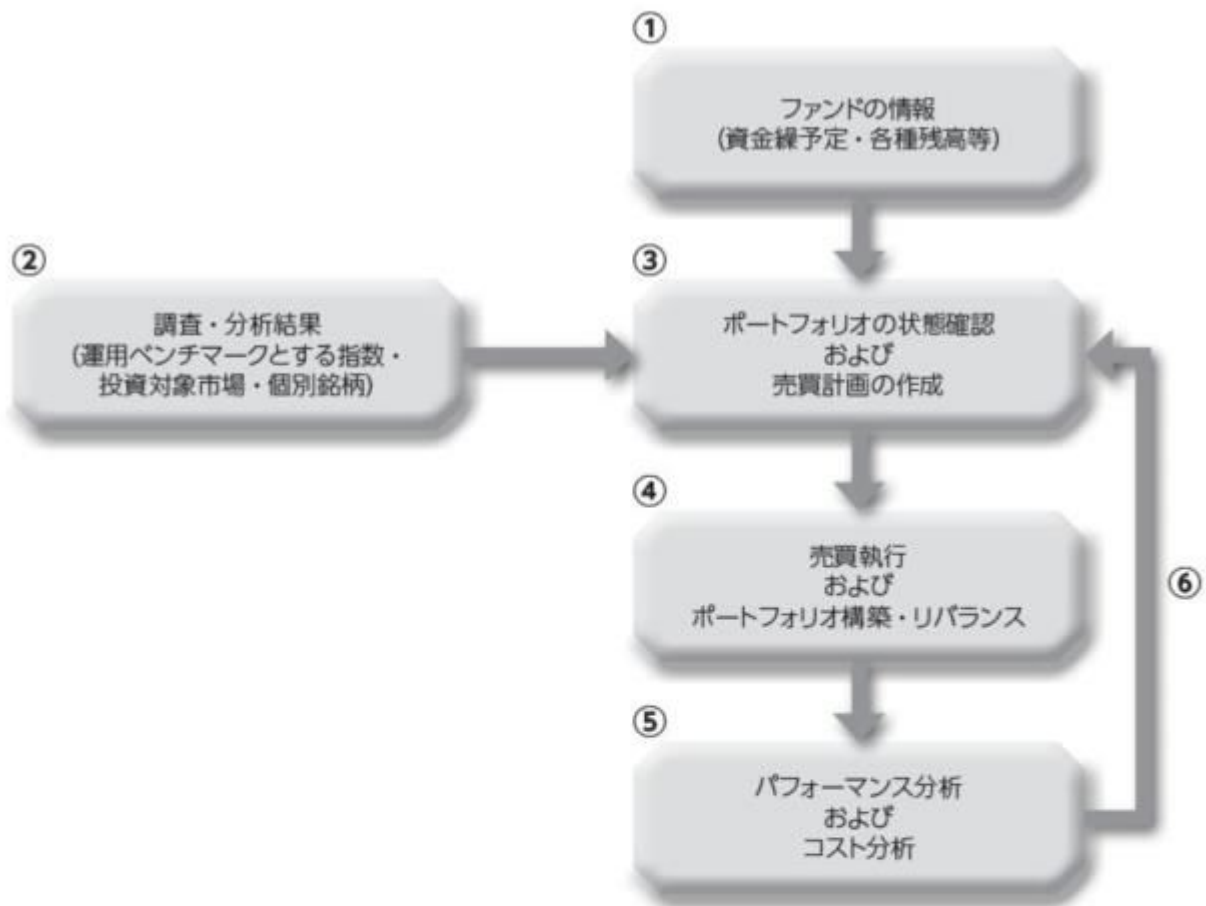 ①
ファンドの情報
(資金繰予定・各種残高等)
②
調査・分析結果
(運用ベンチマークとする指数・
投資対象市場・個別銘柄)
③
ポートフォリオの状態確認
および
売買計画の作成
④
売買執行
および
ポートフォリオ構築・リバランス
⑤
パフォーマンス分析
および
コスト分析
⑥